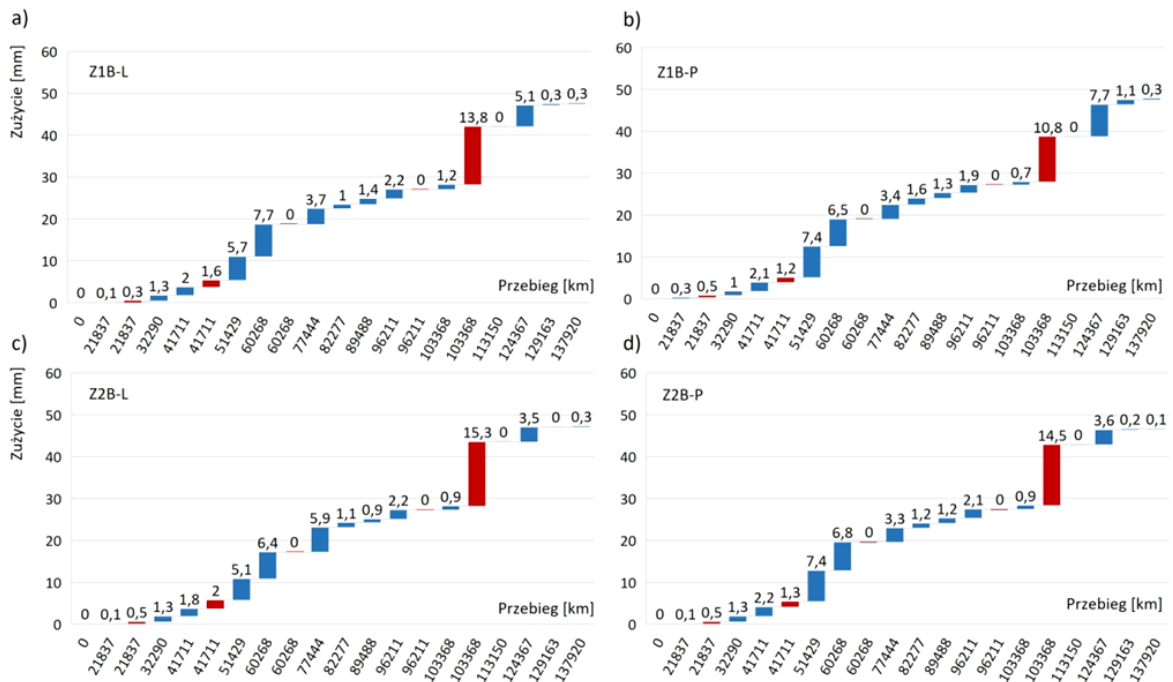 a)
60
50
40
30
20
10
0
Zużycie [mm]
Z1B-L
0 0,1 0,3 1,3 2 1,6 5,7 7,7 0 3,7 1 1,4 2,2 0 1,2 13,8 0 5,1 0,3 0,3
Przebieg [km]
0 21837 21837 32290 41711 41711 51429 60268 60268 77444 82277 89488 96211 96211 103368 103368 113150 124367 129163 137920
b)
60
50
40
30
20
10
0
Z1B-P
0 0,3 0,5 1 2,1 1,2 7,4 6,5 0 3,4 1,6 1,3 1,9 0 0,7 10,8 0 7,7 1,1 0,3
Przebieg [km]
0 21837 21837 32290 41711 41711 51429 60268 60268 77444 82277 89488 96211 96211 103368 103368 113150 124367 129163 137920
c)
60
50
40
30
20
10
0
Zużycie [mm]
Z2B-L
0 0,1 0,5 1,3 1,8 2 5,1 6,4 0 5,9 1,1 0,9 2,2 0 0,9 15,3 0 3,5 0 0,3
Przebieg [km]
0 21837 21837 32290 41711 41711 51429 60268 60268 77444 82277 89488 96211 96211 103368 103368 113150 124367 129163 137920
d)
60
50
40
30
20
10
0
Z2B-P
0 0,1 0,5 1,3 2,2 1,3 7,4 6,8 0 3,3 1,2 1,2 2,1 0 0,9 14,5 0 3,6 0,2 0,1
Przebieg [km]
0 21837 21837 32290 41711 41711 51429 60268 60268 77444 82277 89488 96211 96211 103368 103368 113150 124367 129163 137920